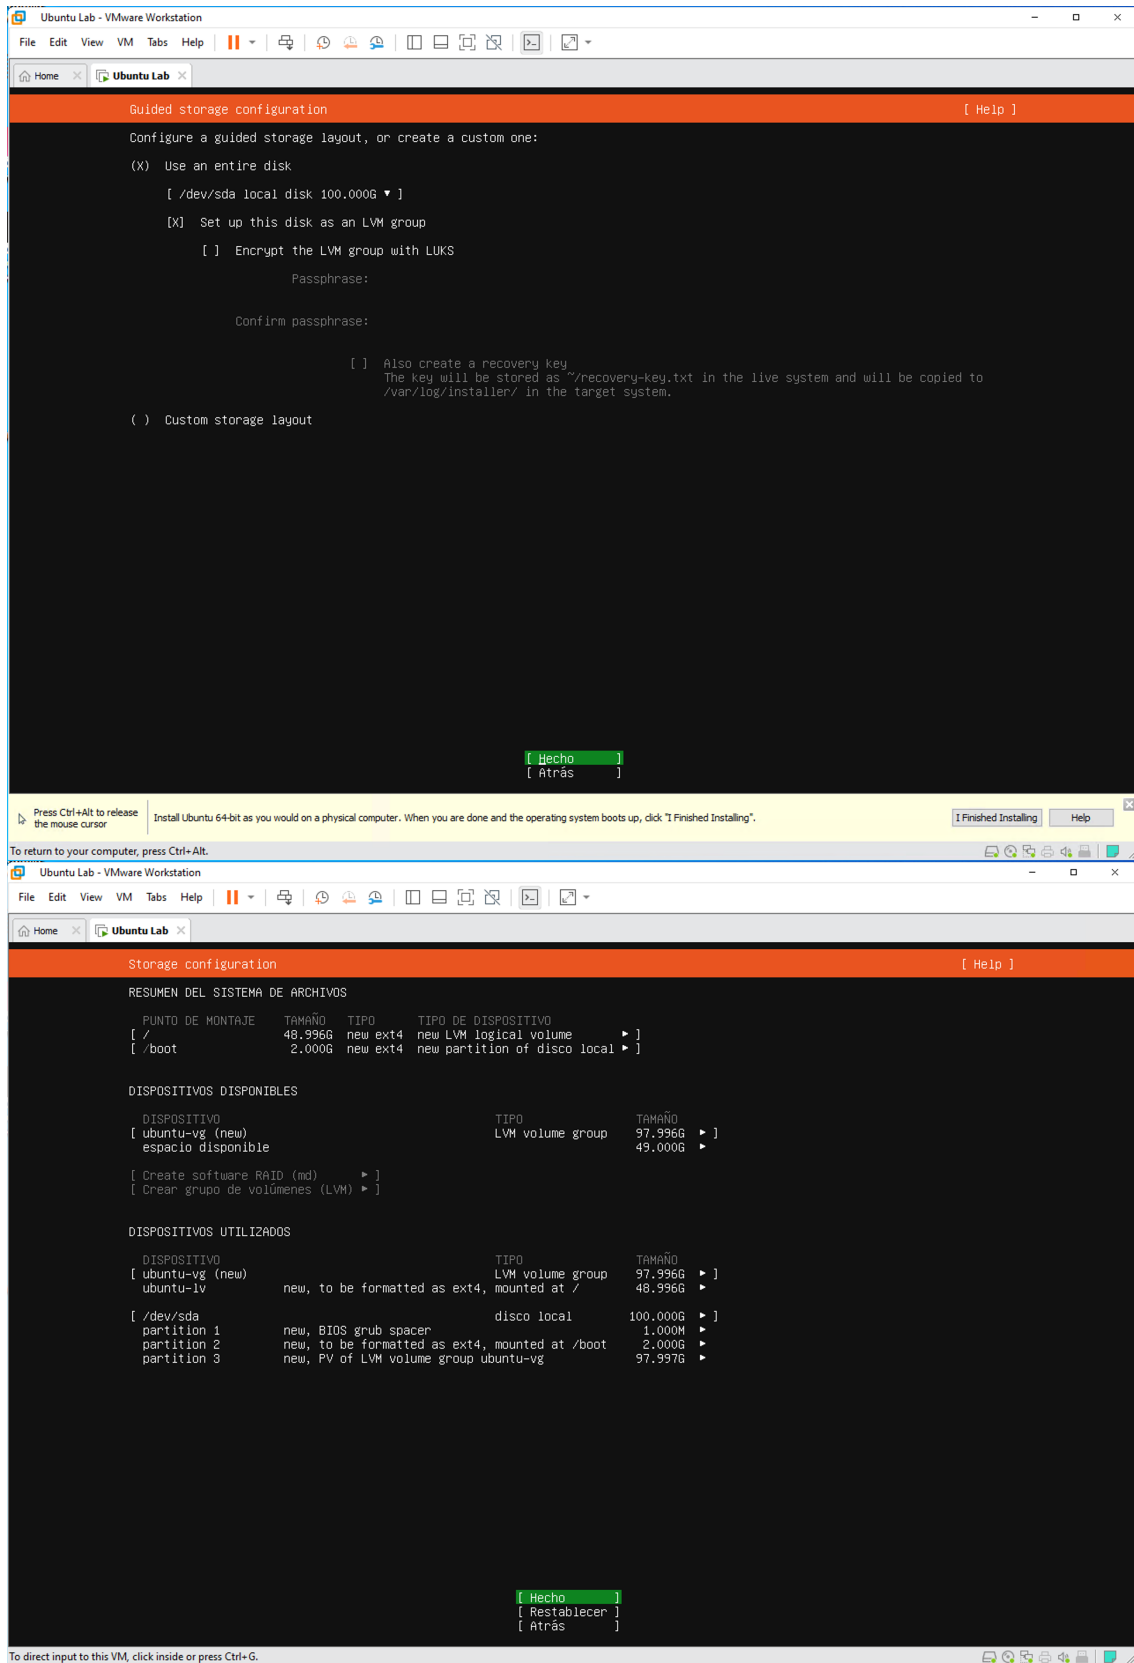 Ubuntu Lab - VMware Workstation
File Edit View VM Tabs Help
Home Ubuntu Lab
Guided storage configuration [ Help ]
Configure a guided storage layout, or create a custom one:
(X) Use an entire disk
[ /dev/sda local disk 100.000G ▾ ]
[X] Set up this disk as an LVM group
[ ] Encrypt the LVM group with LUKS
Passphrase:
Confirm passphrase:
[ ] Also create a recovery key
The key will be stored as ~/recovery-key.txt in the live system and will be copied to
/var/log/installer/ in the target system.
( ) Custom storage layout
[ Hecho ]
[ Atrás ]
Press Ctrl+Alt to release
the mouse cursor
Install Ubuntu 64-bit as you would on a physical computer. When you are done and the operating system boots up, click "I Finished Installing".
I Finished Installing Help
To return to your computer, press Ctrl+Alt.
Ubuntu Lab - VMware Workstation
File Edit View VM Tabs Help
Home Ubuntu Lab
Storage configuration [ Help ]
RESUMEN DEL SISTEMA DE ARCHIVOS
PUNTO DE MONTAJE TAMAÑO TIPO TIPO DE DISPOSITIVO
[ / 48.996G new ext4 new LVM logical volume ▸ ]
[ /boot 2.000G new ext4 new partition of disco local ▸ ]
DISPOSITIVOS DISPONIBLES
DISPOSITIVO TIPO TAMAÑO
[ ubuntu-vg (new) LVM volume group 97.996G ▸ ]
espacio disponible 49.000G ▸
[ Create software RAID (md) ▸ ]
[ Crear grupo de volúmenes (LVM) ▸ ]
DISPOSITIVOS UTILIZADOS
DISPOSITIVO TIPO TAMAÑO
[ ubuntu-vg (new) LVM volume group 97.996G ▸ ]
ubuntu-lv new, to be formatted as ext4, mounted at / 48.996G ▸
[ /dev/sda disco local 100.000G ▸ ]
partition 1 new, BIOS grub spacer 1.000M ▸
partition 2 new, to be formatted as ext4, mounted at /boot 2.000G ▸
partition 3 new, PV of LVM volume group ubuntu-vg 97.997G ▸
[ Hecho ]
[ Restablecer ]
[ Atrás ]
To direct input to this VM, click inside or press Ctrl+G.